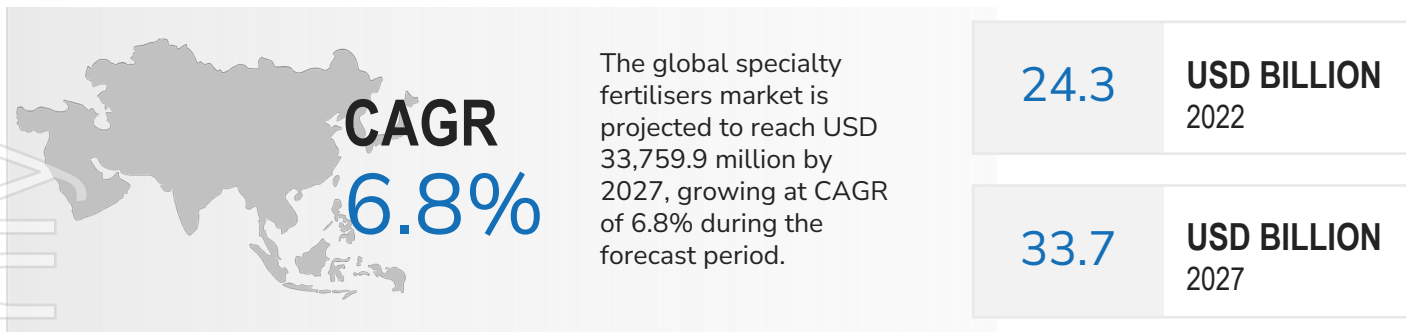 CAGR
6.8%
The global specialty
fertilisers market is
projected to reach USD
33,759.9 million by
2027, growing at CAGR
of 6.8% during the
forecast period.
24.3
USD BILLION
2022
33.7
USD BILLION
2027